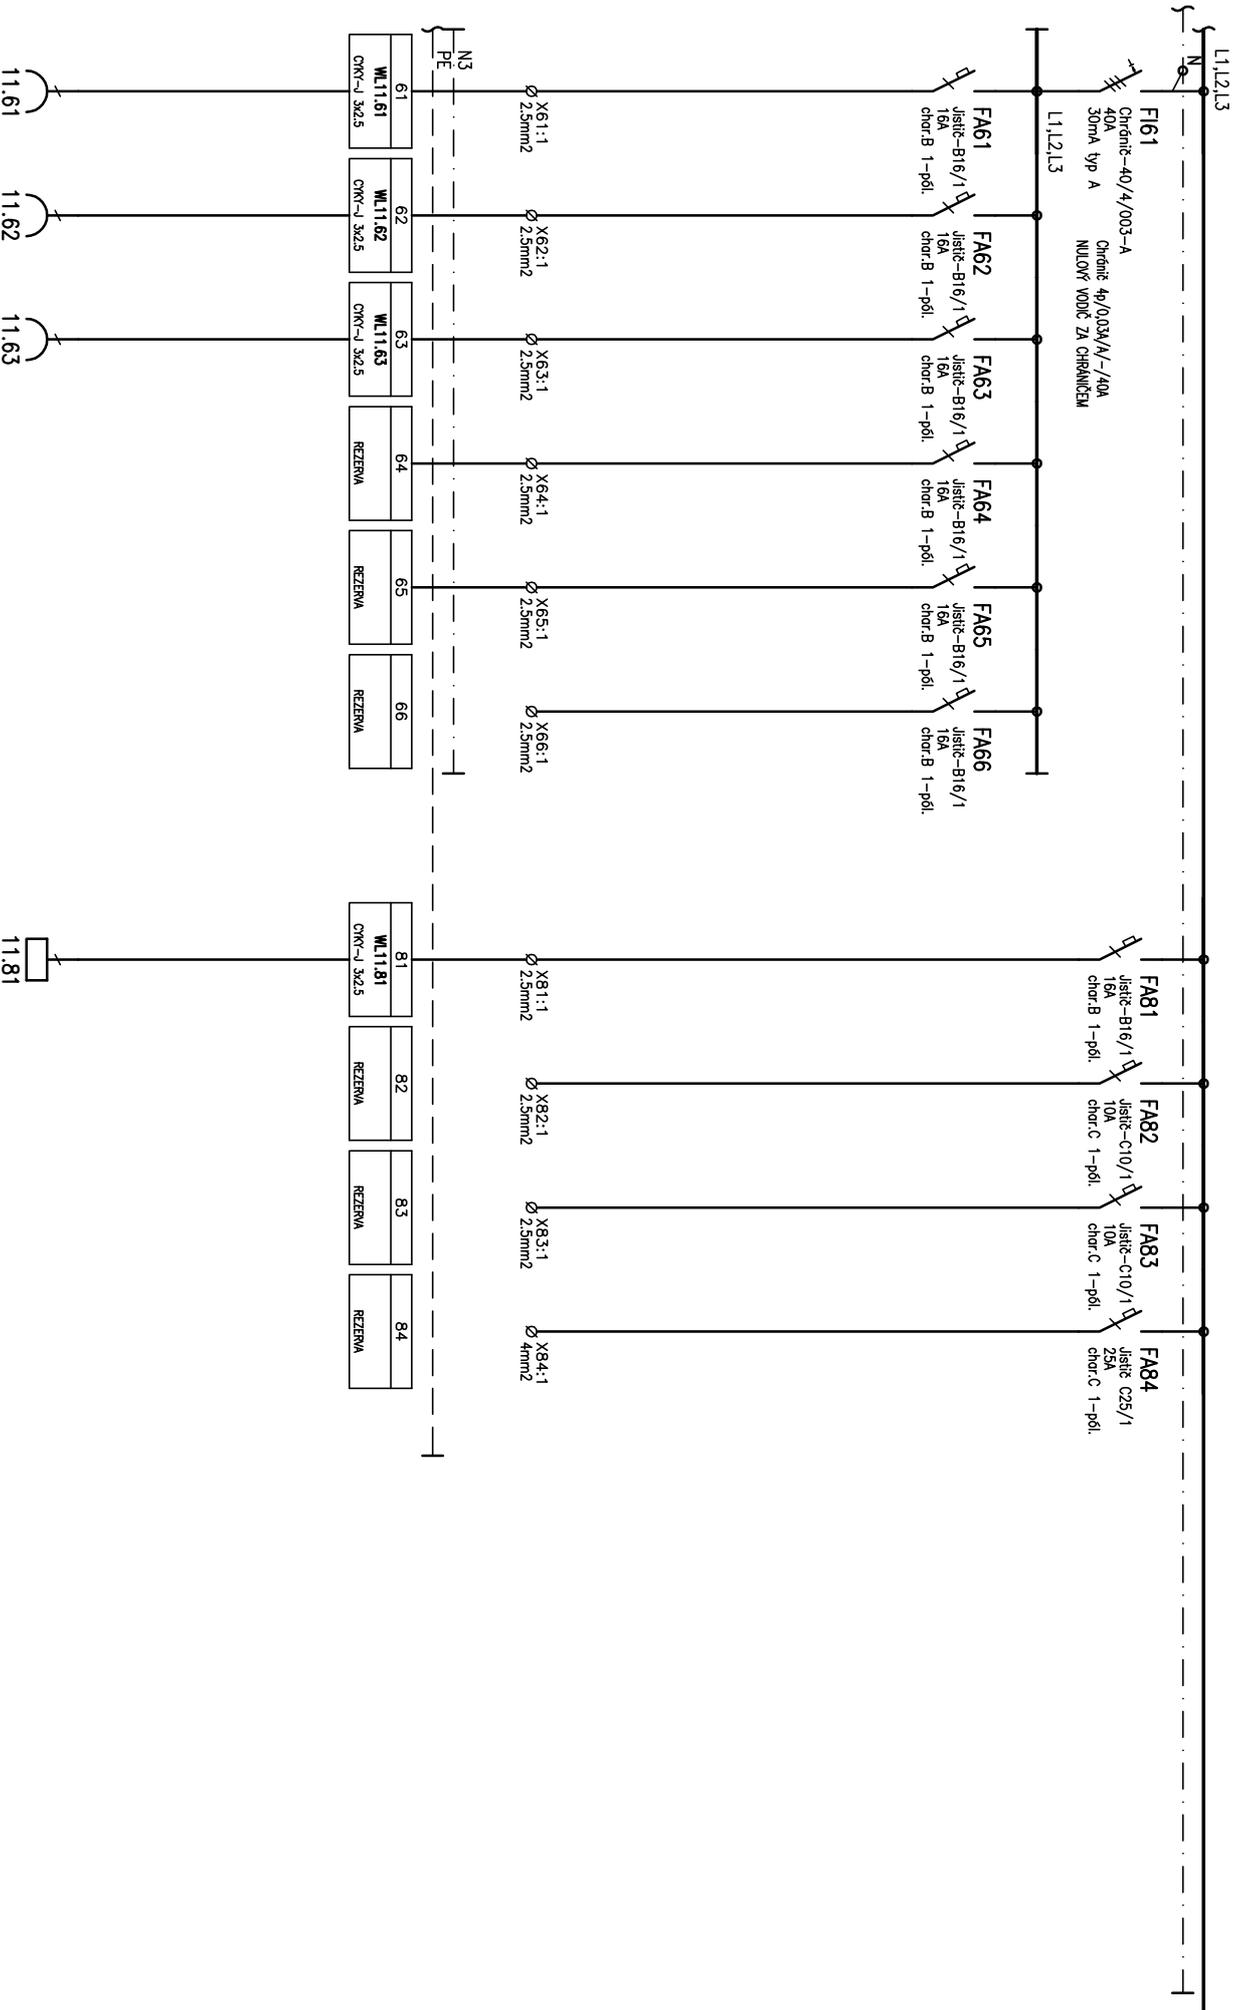 L1,L2,L3
N
FI61
Chránič-40/4/003-A
40A
30mA typ A
Chránič 4p/0,03A/A/-/40A
NULOVÝ VODIČ ZA CHRÁNIČEM
L1,L2,L3
FA61
Jistič-B16/1
16A
char.B 1-pól.
FA62
Jistič-B16/1
16A
char.B 1-pól.
FA63
Jistič-B16/1
16A
char.B 1-pól.
FA64
Jistič-B16/1
16A
char.B 1-pól.
FA65
Jistič-B16/1
16A
char.B 1-pól.
FA66
Jistič-B16/1
16A
char.B 1-pól.
FA81
Jistič-B16/1
16A
char.B 1-pól.
FA82
Jistič-C10/1
10A
char.C 1-pól.
FA83
Jistič-C10/1
10A
char.C 1-pól.
FA84
Jistič C25/1
25A
char.C 1-pól.
X61:1
2.5mm2
X62:1
2.5mm2
X63:1
2.5mm2
X64:1
2.5mm2
X65:1
2.5mm2
X66:1
2.5mm2
X81:1
2.5mm2
X82:1
2.5mm2
X83:1
2.5mm2
X84:1
4mm2
N3
PE
61
WL11.61
CYKY-J 3x2.5
62
WL11.62
CYKY-J 3x2.5
63
WL11.63
CYKY-J 3x2.5
64
REZERVA
65
REZERVA
66
REZERVA
81
WL11.81
CYKY-J 3x2.5
82
REZERVA
83
REZERVA
84
REZERVA
11.61
11.62
11.63
11.81